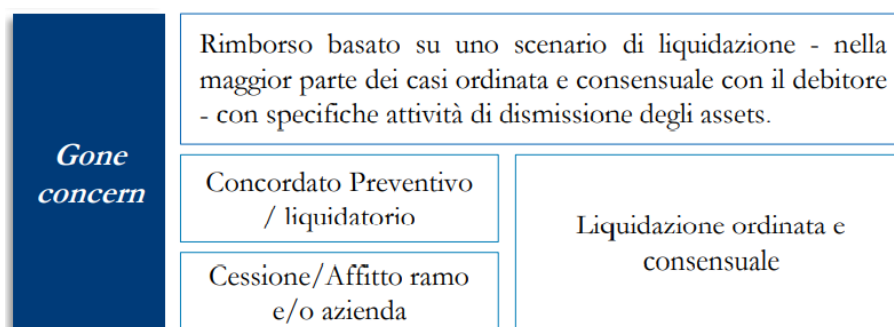 Gone
concern
Rimborso basato su uno scenario di liquidazione - nella
maggior parte dei casi ordinata e consensuale con il debitore
- con specifiche attività di dismissione degli assets.
Concordato Preventivo
/ liquidatorio
Cessione/Affitto ramo
e/o azienda
Liquidazione ordinata e
consensuale